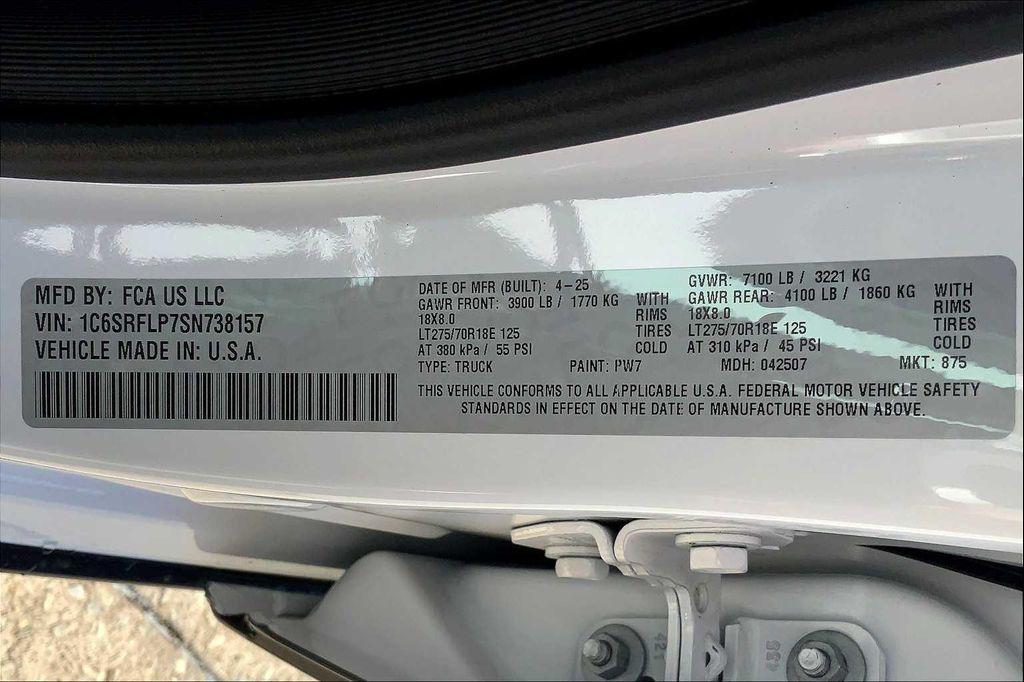 MFD BY: FCA US LLC
VIN: 1C6SRFLP7SN738157
VEHICLE MADE IN: U.S.A.
DATE OF MFR (BUILT): 4-25
GAWR FRONT: 3900 LB / 1770 KG WITH
18X8.0 RIMS
LT275/70R18E 125 TIRES
AT 380 kPa / 55 PSI COLD
GVWR: 7100 LB / 3221 KG
GAWR REAR: 4100 LB / 1860 KG WITH
18X8.0 RIMS
LT275/70R18E 125 TIRES
AT 310 kPa / 45 PSI COLD
TYPE: TRUCK PAINT: PW7 MDH: 042507 MKT: 875
THIS VEHICLE CONFORMS TO ALL APPLICABLE U.S.A. FEDERAL MOTOR VEHICLE SAFETY
STANDARDS IN EFFECT ON THE DATE OF MANUFACTURE SHOWN ABOVE.